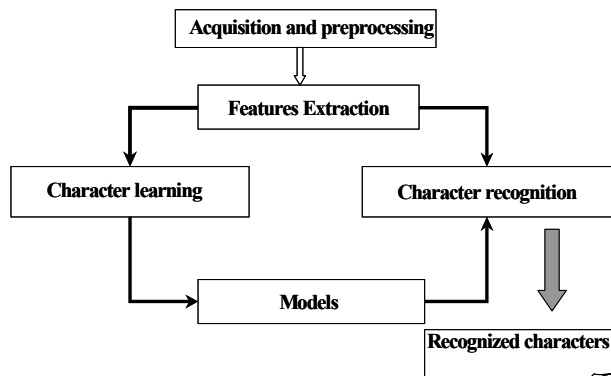 Acquisition and preprocessing
Features Extraction
Character learning
Character recognition
Models
Recognized characters